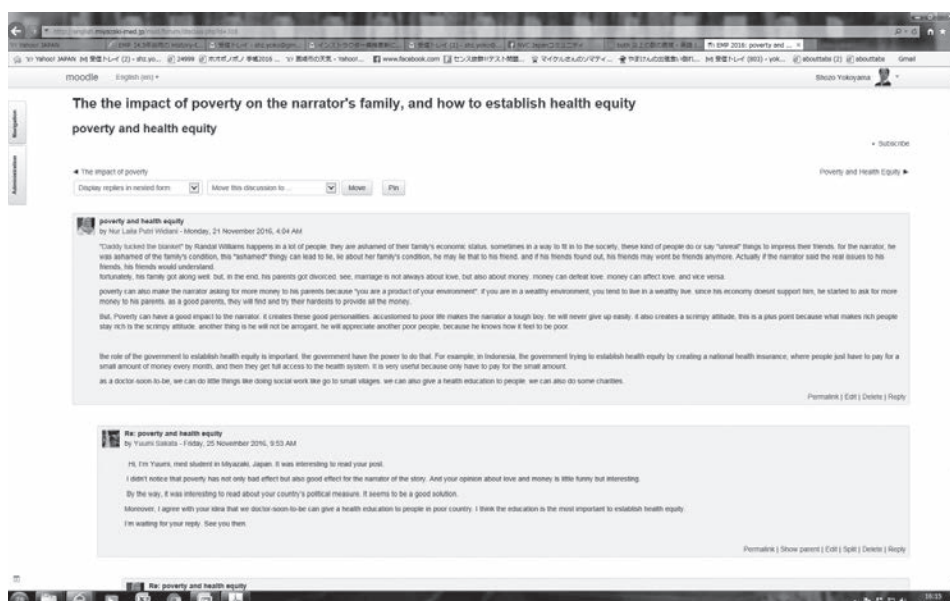 moodle English (en)
Shozo Yokoyama
The the impact of poverty on the narrator's family, and how to establish health equity
poverty and health equity
Navigation
Administration
Subscribe
◄ The impact of poverty
Poverty and Health Equity ►
Display replies in nested form
Move this discussion to ...
Move
Pin
poverty and health equity
by Nur Laila Putri Widiani - Monday, 21 November 2016, 4:04 AM
"Daddy tucked the blanket" by Randal Williams happens in a lot of people. they are ashamed of their family's economic status. sometimes in a way to fit in to the society, these kind of people do or say "unreal" things to impress their friends. for the narrator, he
was ashamed of the family's condition, this "ashamed" thingy can lead to lie, lie about her family's condition, he may lie that to his friend. and if his friends found out, his friends may wont be friends anymore. Actually if the narrator said the real issues to his
friends, his friends would understand.
fortunately, his family got along well. but, in the end, his parents got divorced. see, marriage is not always about love, but also about money. money can defeat love. money can affect love. and vice versa.
poverty can also make the narrator asking for more money to his parents because "you are a product of your environment". if you are in a wealthy environment, you tend to live in a wealthy live. since his economy doesnt support him, he started to ask for more
money to his parents. as a good parents, they will find and try their hardests to provide all the money.
But, Poverty can have a good impact to the narrator. it creates these good personalities. accustomed to poor life makes the narrator a tough boy. he will never give up easily. it also creates a scrimpy attitude, this is a plus point because what makes rich people
stay rich is the scrimpy attitude. another thing is he will not be arrogant, he will appreciate another poor people, because he knows how it feel to be poor.
the role of the government to establish health equity is important. the government have the power to do that. For example, in Indonesia, the government trying to establish health equity by creating a national health insurance, where people just have to pay for a
small amount of money every month, and then they get full access to the health system. It is very useful because only have to pay for the small amount.
as a doctor-soon-to-be, we can do little things like doing social work like go to small vilages. we can also give a health education to people. we can also do some charities.
Permalink | Edit | Delete | Reply
Re: poverty and health equity
by Yuumi Sakata - Friday, 25 November 2016, 9:53 AM
Hi, I'm Yuumi, med student in Miyazaki, Japan. It was interesting to read your post.
I didn't notice that poverty has not only bad effect but also good effect for the narrator of the story. And your opinion about love and money is little funny but interesting.
By the way, it was interesting to read about your country's political measure. It seems to be a good solution.
Moreover, I agree with your idea that we doctor-soon-to-be can give a health education to people in poor country. I think the education is the most important to establish health equity.
I'm waiting for your reply. See you then.
Permalink | Show parent | Edit | Split | Delete | Reply
Re: poverty and health equity
16:15